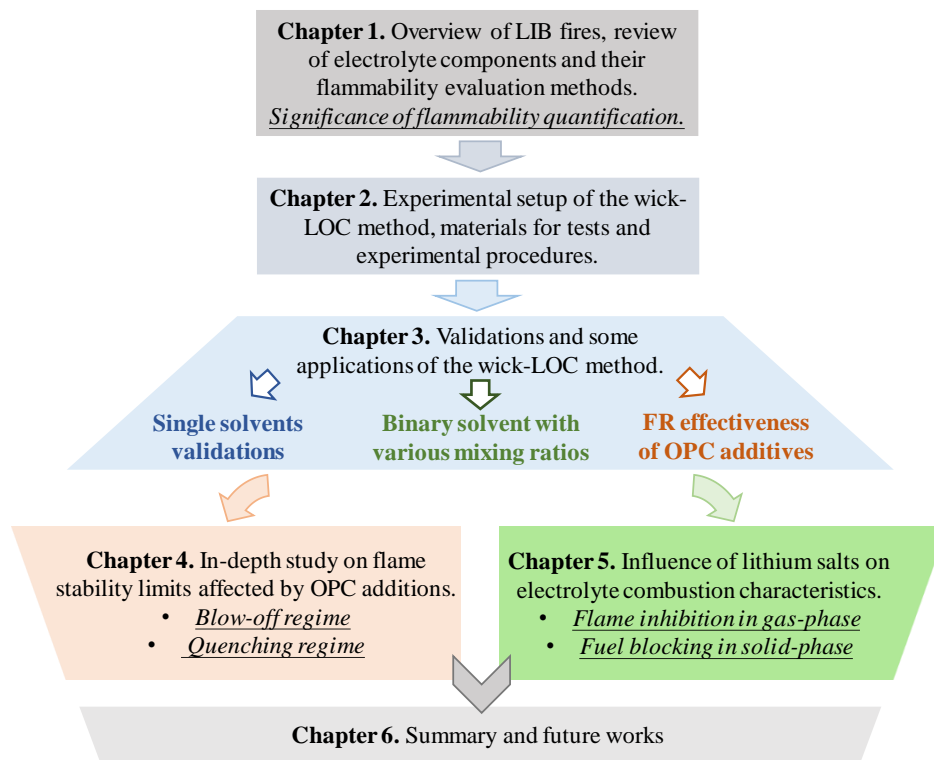 Chapter 1. Overview of LIB fires, review
of electrolyte components and their
flammability evaluation methods.
Significance of flammability quantification.
Chapter 2. Experimental setup of the wick-
LOC method, materials for tests and
experimental procedures.
Chapter 3. Validations and some
applications of the wick-LOC method.
Single solvents
validations
Binary solvent with
various mixing ratios
FR effectiveness
of OPC additives
Chapter 4. In-depth study on flame
stability limits affected by OPC additions.
• Blow-off regime
• Quenching regime
Chapter 5. Influence of lithium salts on
electrolyte combustion characteristics.
• Flame inhibition in gas-phase
• Fuel blocking in solid-phase
Chapter 6. Summary and future works